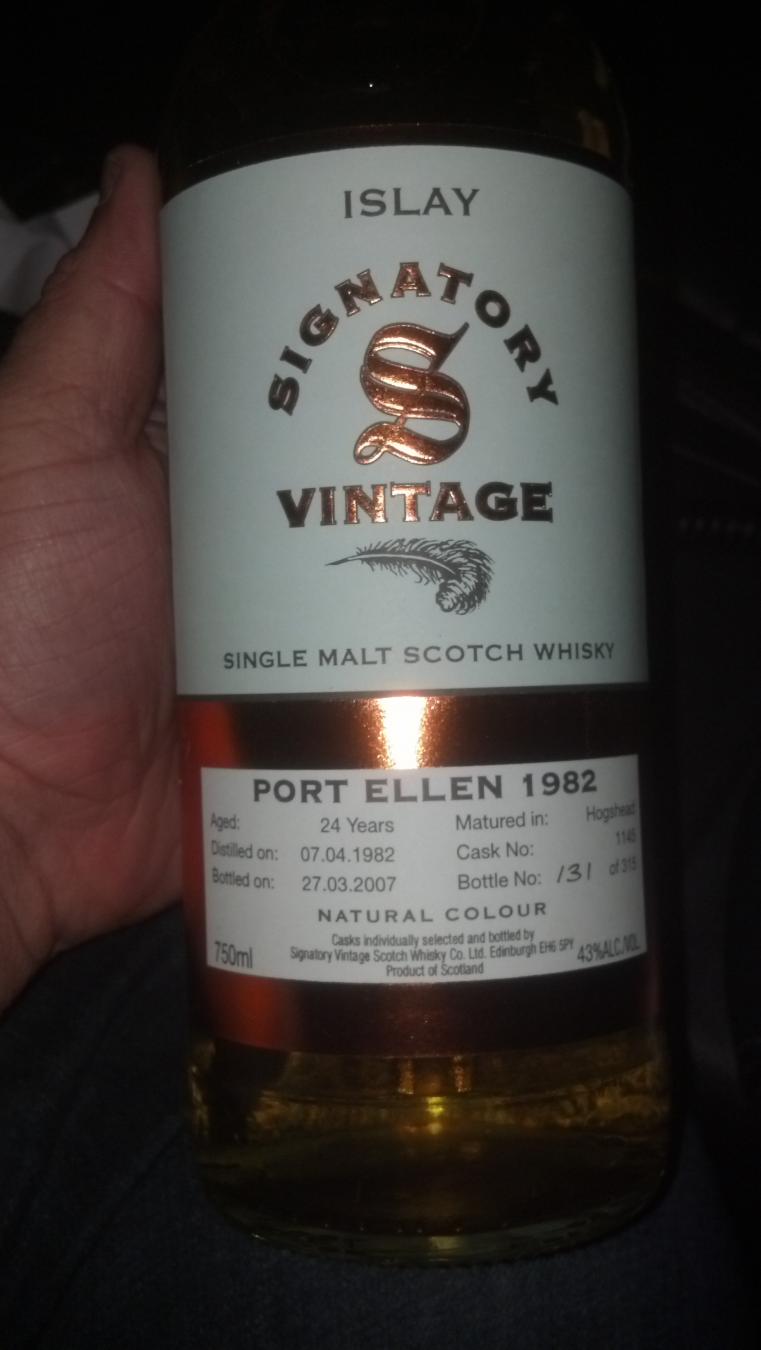 ISLAY
SIGNATORY
S
VINTAGE
SINGLE MALT SCOTCH WHISKY
PORT ELLEN 1982
Aged: 24 Years Matured in: Hogshead
Distilled on: 07.04.1982 Cask No: 1145
Bottled on: 27.03.2007 Bottle No: 131 of 315
NATURAL COLOUR
Casks individually selected and bottled by
750ml Signatory Vintage Scotch Whisky Co. Ltd. Edinburgh EH6 5PY 43%ALC./VOL.
Product of Scotland